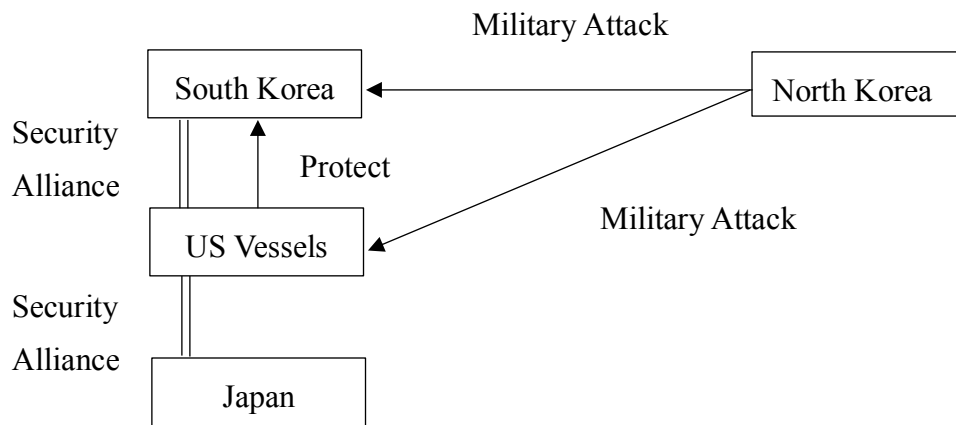 Military Attack
South Korea
North Korea
Security
Alliance
Protect
Military Attack
US Vessels
Security
Alliance
Japan